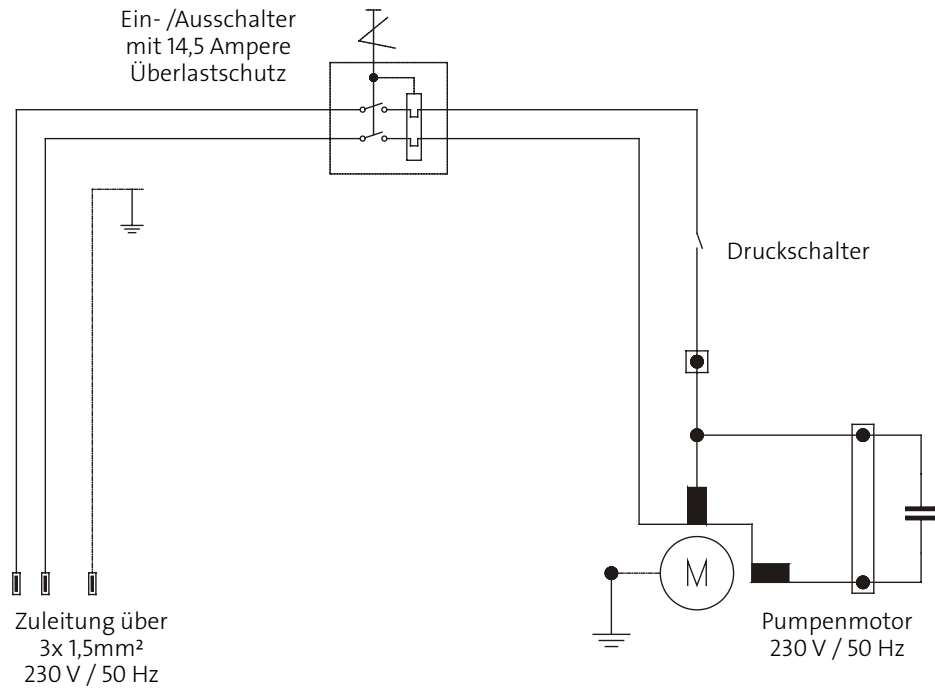 Ein- /Ausschalter
mit 14,5 Ampere
Überlastschutz
Druckschalter
M
Zuleitung über
3x 1,5mm²
230 V / 50 Hz
Pumpenmotor
230 V / 50 Hz